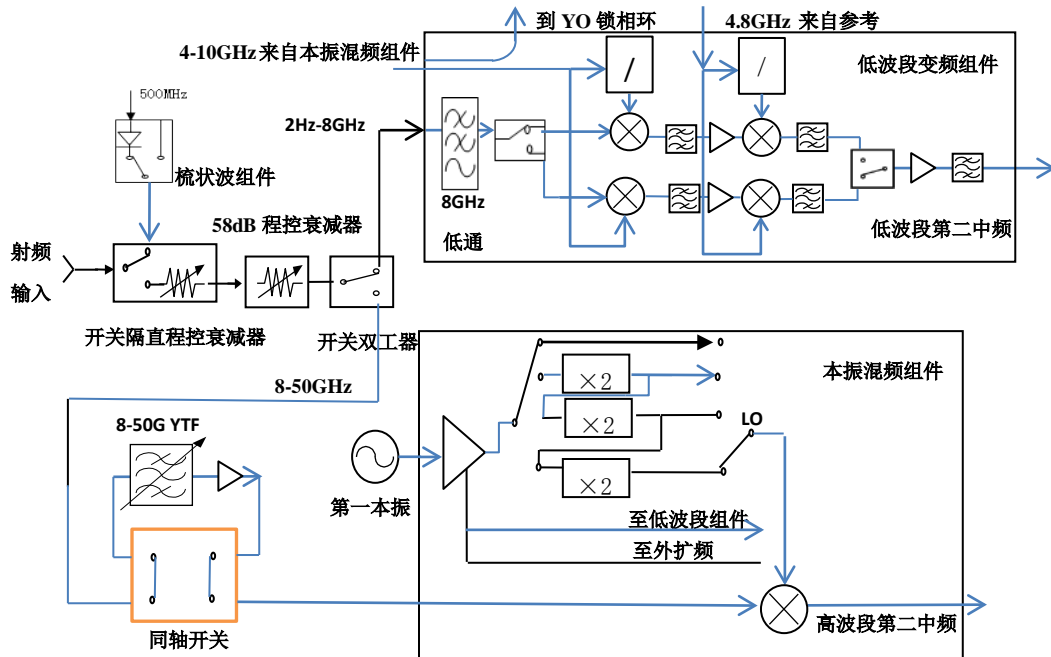 到 YO 锁相环
4.8GHz 来自参考
4-10GHz 来自本振混频组件
/
/
低波段变频组件
500MHz
2Hz-8GHz
梳状波组件
8GHz
低通
低波段第二中频
58dB 程控衰减器
射频
输入
开关隔直程控衰减器
开关双工器
8-50GHz
本振混频组件
×2
×2
×2
LO
8-50G YTF
第一本振
至低波段组件
至外扩频
同轴开关
高波段第二中频